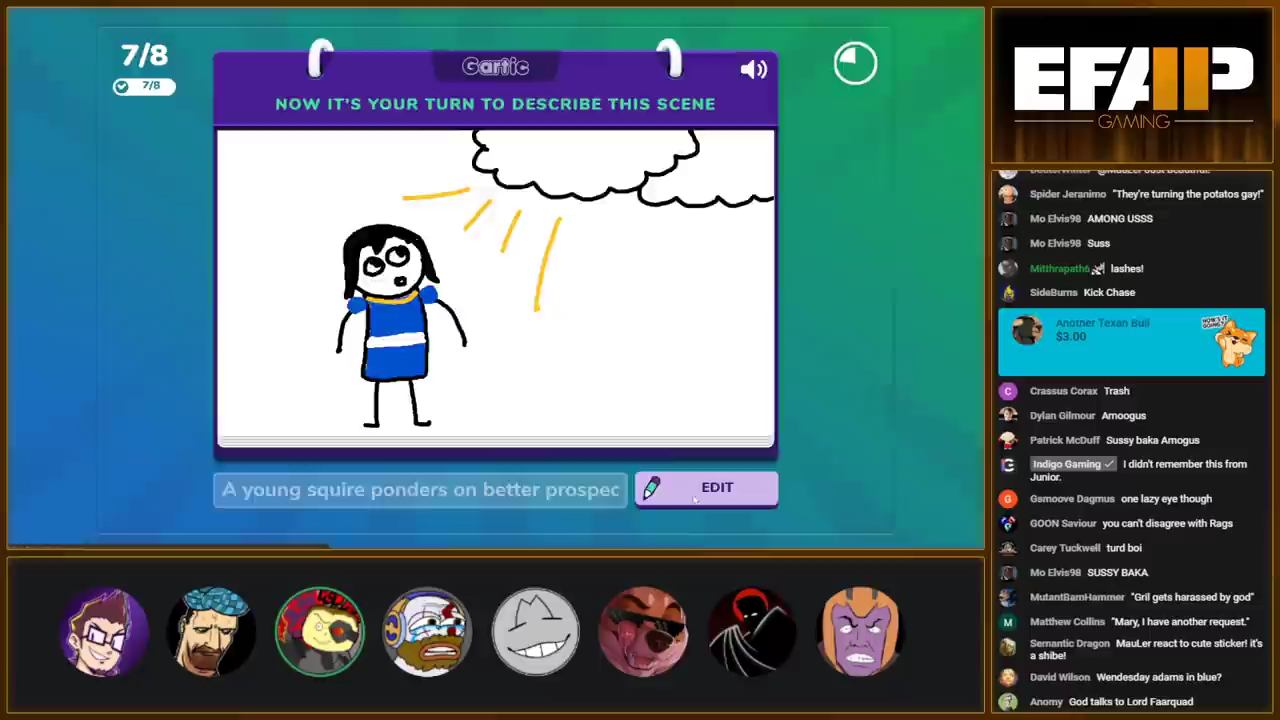 7/8
7/8
Gartic
NOW IT'S YOUR TURN TO DESCRIBE THIS SCENE
A young squire ponders on better prospec
EDIT
EFAP
GAMING
Spider Jeranimo "They're turning the potatos gay!"
Mo Elvis98 AMONG USSS
Mo Elvis98 Suss
Mitthrapath6 lashes!
SideBurns Kick Chase
Another Texan Bull
$3.00
HOW'S IT GOING?
Crassus Corax Trash
Dylan Gilmour Amoogus
Patrick McDuff Sussy baka Amogus
Indigo Gaming I didn't remember this from
Junior.
Gsmoove Dagmus one lazy eye though
GOON Saviour you can't disagree with Rags
Carey Tuckwell turd boi
Mo Elvis98 SUSSY BAKA
MutantBamHammer "Gril gets harassed by god"
Matthew Collins "Mary, I have another request."
Semantic Dragon MauLer react to cute sticker! it's
a shibe!
David Wilson Wendesday adams in blue?
Anomy God talks to Lord Faarquad